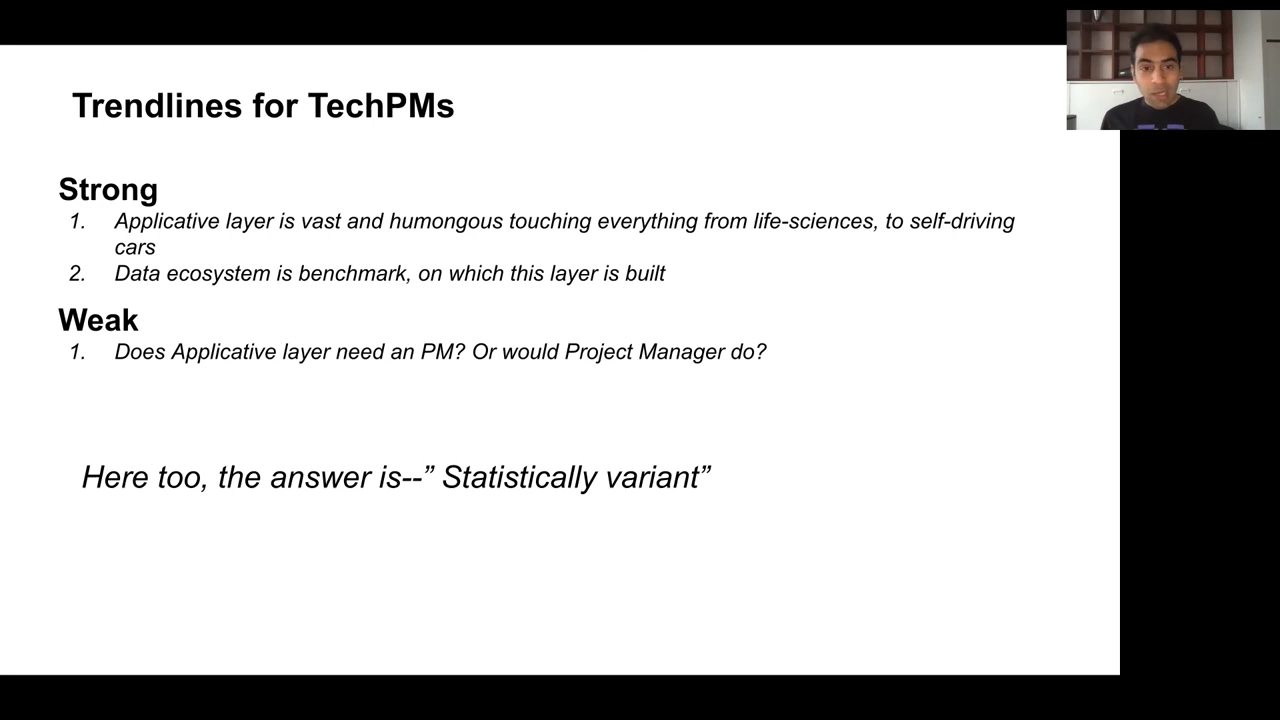 Trendlines for TechPMs
Strong
1. Applicative layer is vast and humongous touching everything from life-sciences, to self-driving
cars
2. Data ecosystem is benchmark, on which this layer is built
Weak
1. Does Applicative layer need an PM? Or would Project Manager do?
Here too, the answer is--” Statistically variant”